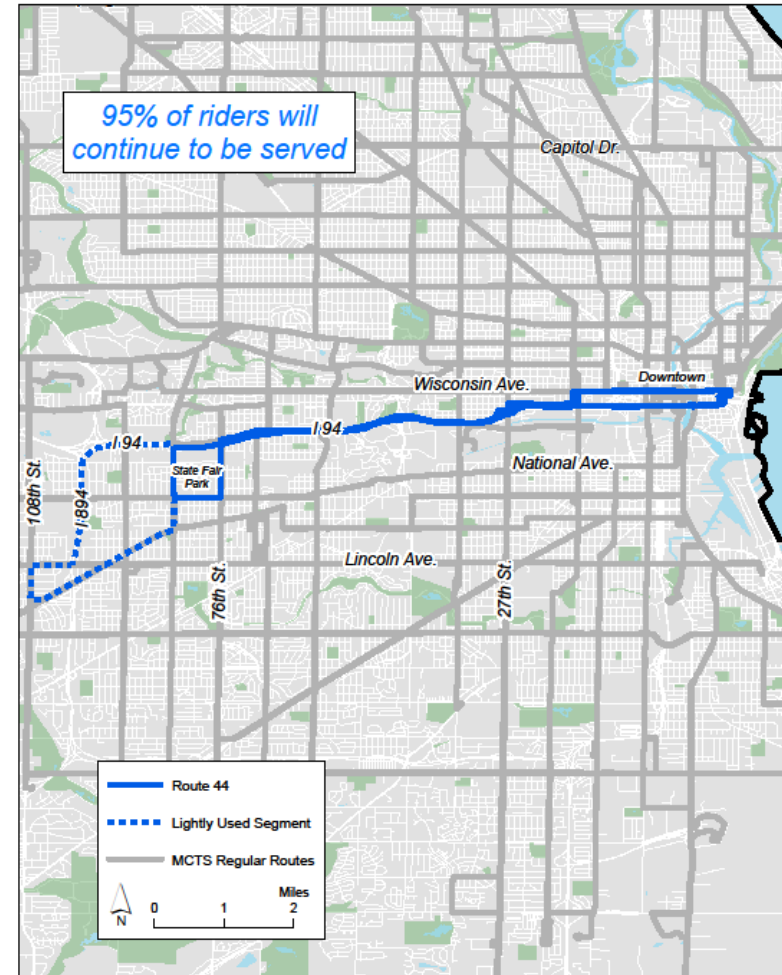 95% of riders will
continue to be served
Capitol Dr.
Wisconsin Ave.
Downtown
I 94
I 94
State Fair
Park
National Ave.
108th St.
I 894
Lincoln Ave.
76th St.
27th St.
Route 44
Lightly Used Segment
MCTS Regular Routes
Miles
N
0 1 2